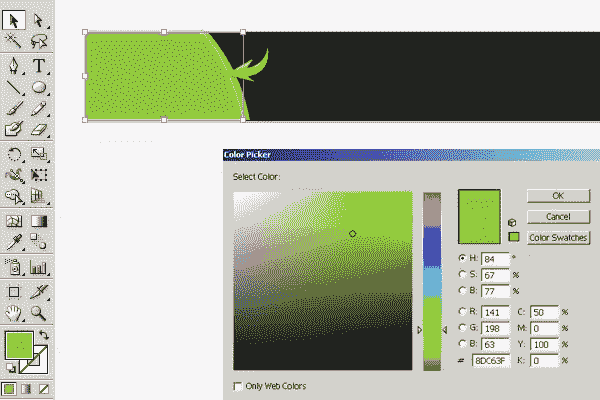 T
Color Picker
Select Color:
OK
Cancel
Color Swatches
H: 84 °
S: 67 %
B: 77 %
R: 141 C: 50 %
G: 198 M: 0 %
B: 63 Y: 100 %
# 8DC63F K: 0 %
Only Web Colors